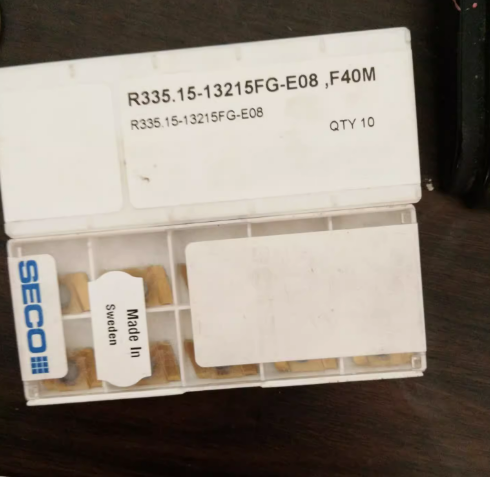 R335.15-13215FG-E08 ,F40M
R335.15-13215FG-E08
QTY 10
SECO
Made In
Sweden